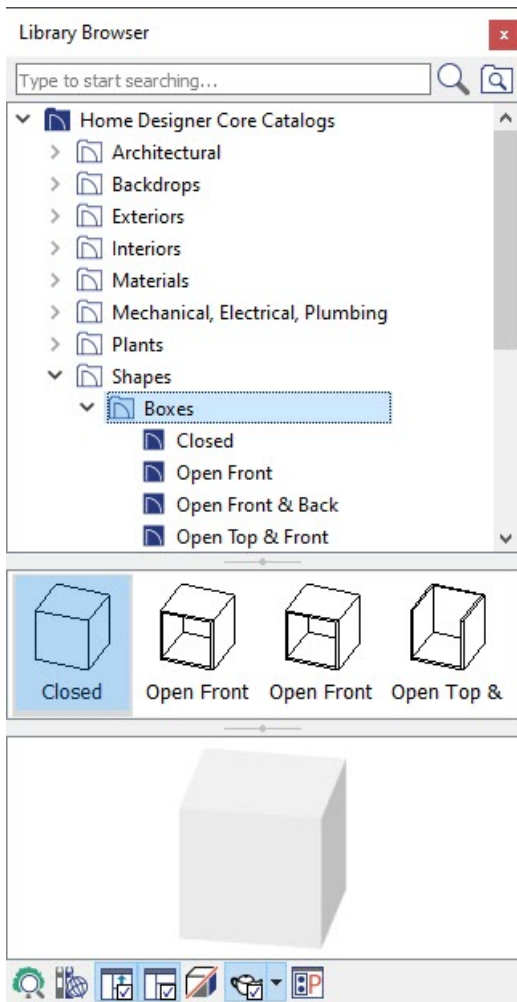 Library Browser
x
Type to start searching...
Home Designer Core Catalogs
Architectural
Backdrops
Exteriors
Interiors
Materials
Mechanical, Electrical, Plumbing
Plants
Shapes
Boxes
Closed
Open Front
Open Front & Back
Open Top & Front
Closed Open Front Open Front Open Top &
P